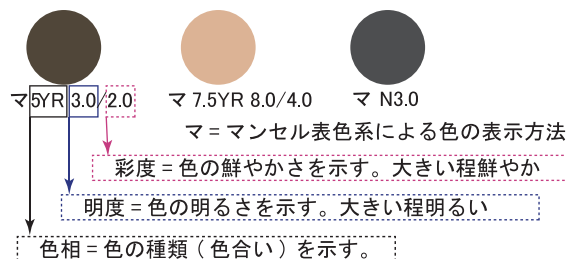 マ 5YR 3.0/2.0
マ 7.5YR 8.0/4.0
マ N3.0
マ=マンセル表色系による色の表示方法
彩度=色の鮮やかさを示す。大きい程鮮やか
明度=色の明るさを示す。大きい程明るい
色相=色の種類(色合い)を示す。